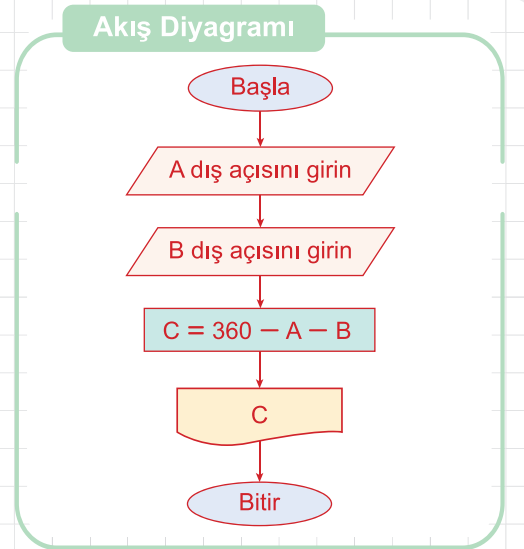 Akış Diyagramı
Başla
A dış açısını girin
B dış açısını girin
C = 360 − A − B
C
Bitir